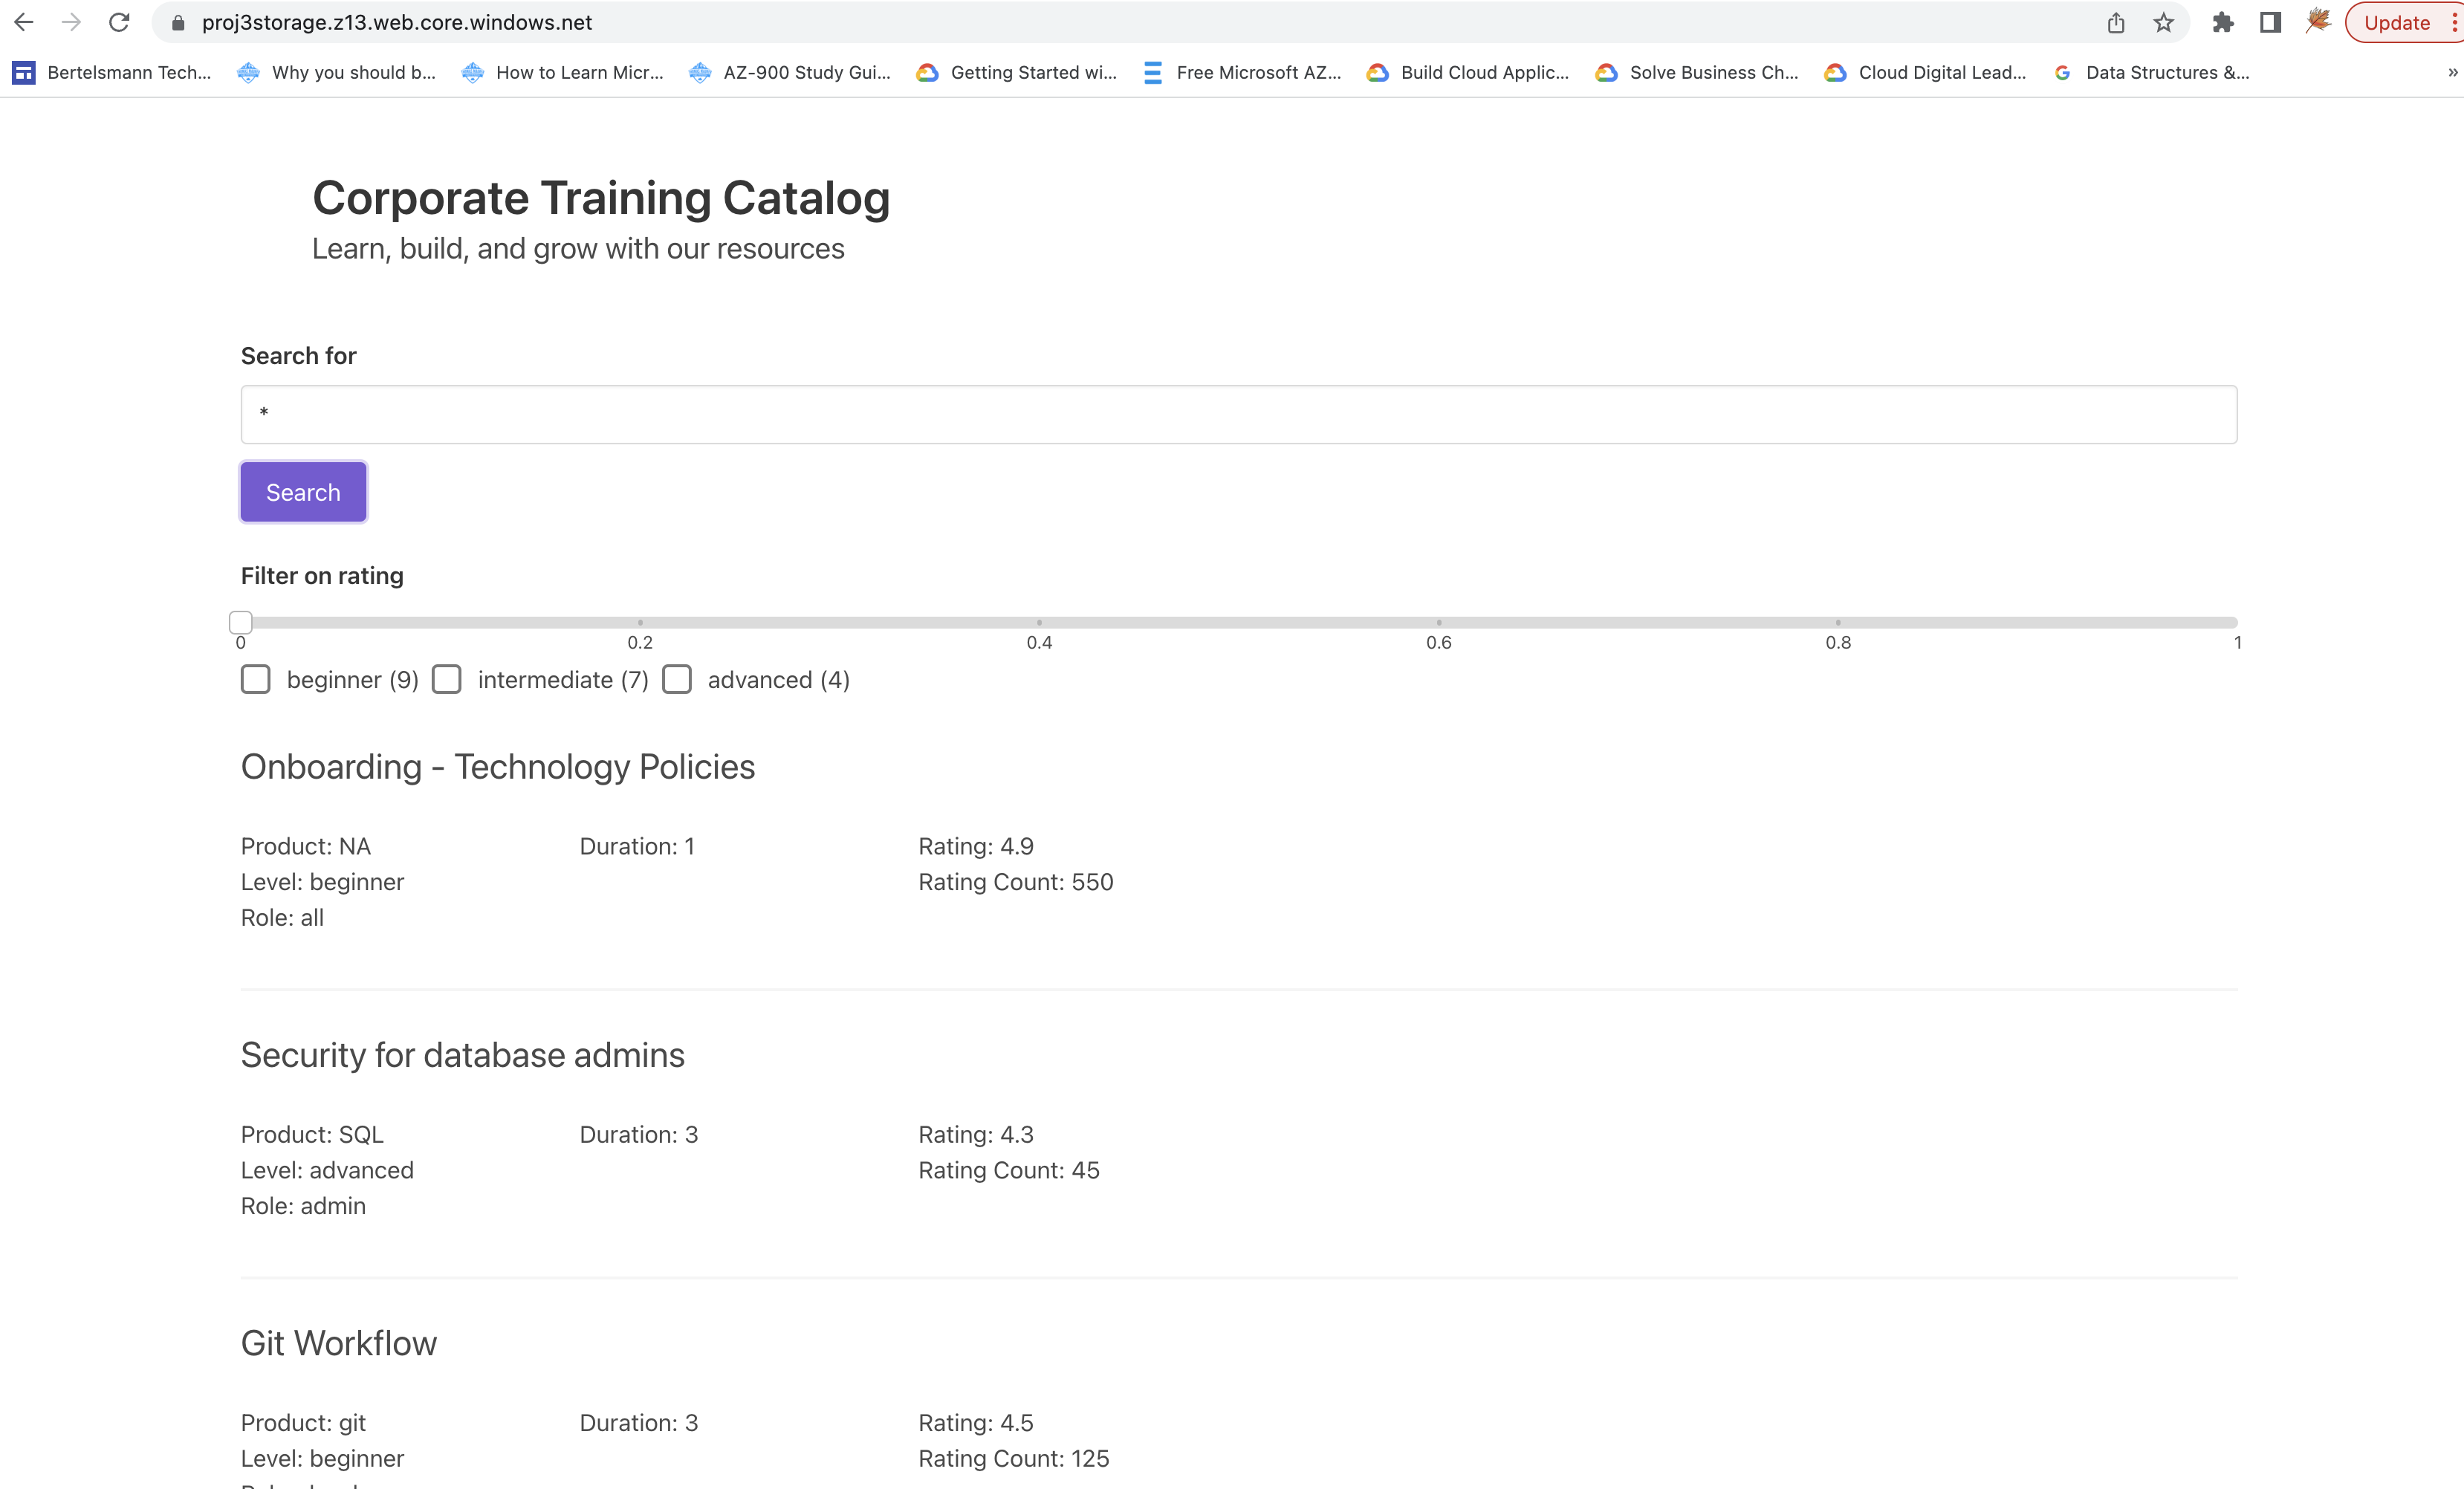 proj3storage.z13.web.core.windows.net
Update
Bertelsmann Tech... Why you should b... How to Learn Micr... AZ-900 Study Gui... Getting Started wi... Free Microsoft AZ... Build Cloud Applic... Solve Business Ch... Cloud Digital Lead... Data Structures &... »
Corporate Training Catalog
Learn, build, and grow with our resources
Search for
*
Search
Filter on rating
0 0.2 0.4 0.6 0.8 1
beginner (9) intermediate (7) advanced (4)
Onboarding - Technology Policies
Product: NA Duration: 1 Rating: 4.9
Level: beginner Rating Count: 550
Role: all
Security for database admins
Product: SQL Duration: 3 Rating: 4.3
Level: advanced Rating Count: 45
Role: admin
Git Workflow
Product: git Duration: 3 Rating: 4.5
Level: beginner Rating Count: 125